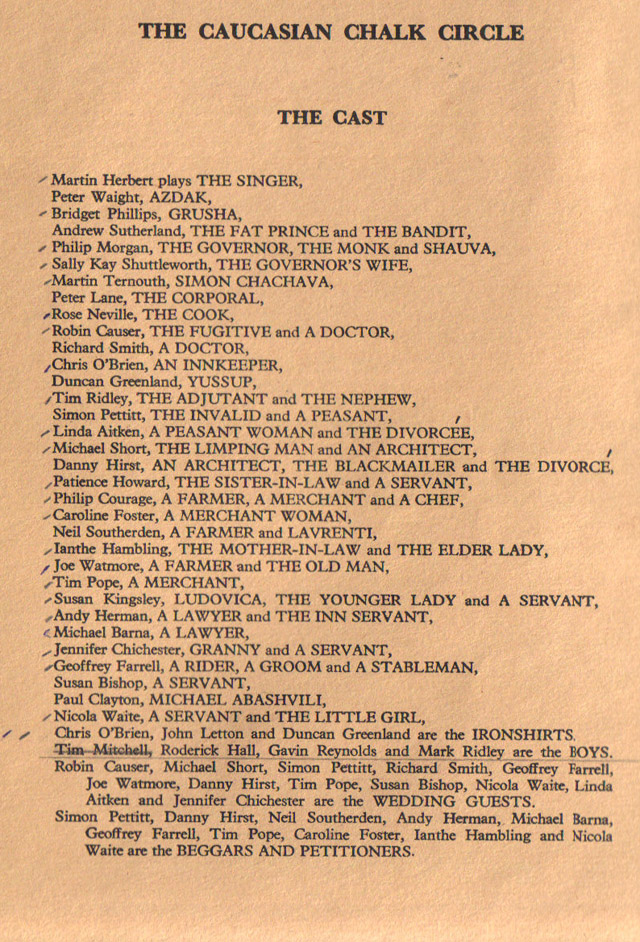 THE CAUCASIAN CHALK CIRCLE
THE CAST
Martin Herbert plays THE SINGER,
Peter Waight, AZDAK,
Bridget Phillips, GRUSHA,
Andrew Sutherland, THE FAT PRINCE and THE BANDIT,
Philip Morgan, THE GOVERNOR, THE MONK and SHAUVA,
Sally Kay Shuttleworth, THE GOVERNOR'S WIFE,
Martin Ternouth, SIMON CHACHAVA,
Peter Lane, THE CORPORAL,
Rose Neville, THE COOK,
Robin Causer, THE FUGITIVE and A DOCTOR,
Richard Smith, A DOCTOR,
Chris O'Brien, AN INNKEEPER,
Duncan Greenland, YUSSUP,
Tim Ridley, THE ADJUTANT and THE NEPHEW,
Simon Pettitt, THE INVALID and A PEASANT,
Linda Aitken, A PEASANT WOMAN and THE DIVORCÉE,
Michael Short, THE LIMPING MAN and AN ARCHITECT,
Danny Hirst, AN ARCHITECT, THE BLACKMAILER and THE DIVORCÉ,
Patience Howard, THE SISTER-IN-LAW and A SERVANT,
Philip Courage, A FARMER, A MERCHANT and A CHEF,
Caroline Foster, A MERCHANT WOMAN,
Neil Southerden, A FARMER and LAVRENTI,
Ianthe Hambling, THE MOTHER-IN-LAW and THE ELDER LADY,
Joe Watmore, A FARMER and THE OLD MAN,
Tim Pope, A MERCHANT,
Susan Kingsley, LUDOVICA, THE YOUNGER LADY and A SERVANT,
Andy Herman, A LAWYER and THE INN SERVANT,
Michael Barna, A LAWYER,
Jennifer Chichester, GRANNY and A SERVANT,
Geoffrey Farrell, A RIDER, A GROOM and A STABLEMAN,
Susan Bishop, A SERVANT,
Paul Clayton, MICHAEL ABASHVILI,
Nicola Waite, A SERVANT and THE LITTLE GIRL,
Chris O'Brien, John Letton and Duncan Greenland are the IRONSHIRTS.
Tim Mitchell, Roderick Hall, Gavin Reynolds and Mark Ridley are the BOYS.
Robin Causer, Michael Short, Simon Pettitt, Richard Smith, Geoffrey Farrell,
Joe Watmore, Danny Hirst, Tim Pope, Susan Bishop, Nicola Waite, Linda
Aitken and Jennifer Chichester are the WEDDING GUESTS.
Simon Pettitt, Danny Hirst, Neil Southerden, Andy Herman, Michael Barna,
Geoffrey Farrell, Tim Pope, Caroline Foster, Ianthe Hambling and Nicola
Waite are the BEGGARS AND PETITIONERS.